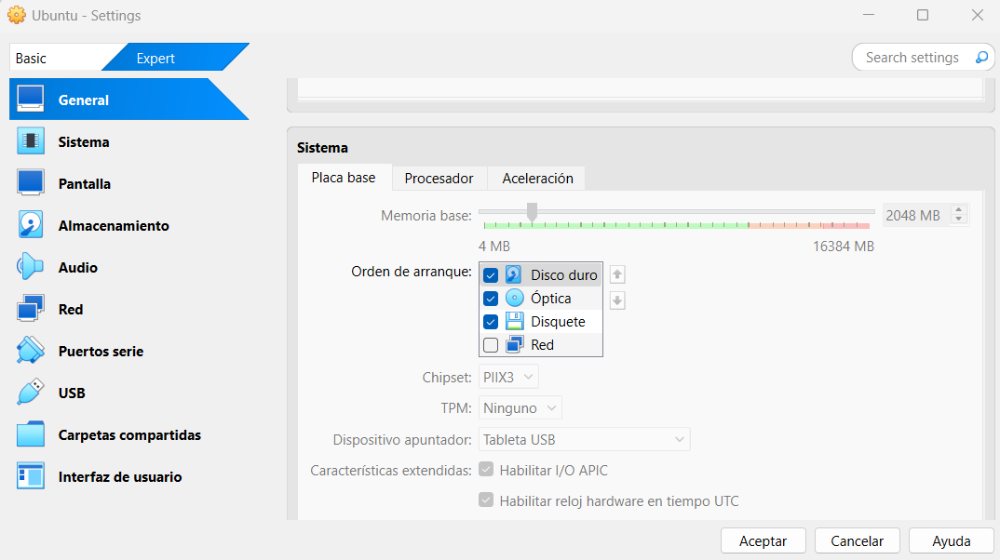 Ubuntu - Settings
Basic
Expert
Search settings
General
Sistema
Pantalla
Almacenamiento
Audio
Red
Puertos serie
USB
Carpetas compartidas
Interfaz de usuario
Sistema
Placa base
Procesador
Aceleración
Memoria base:
2048 MB
4 MB
16384 MB
Orden de arranque:
Disco duro
Óptica
Disquete
Red
Chipset:
PIIX3
TPM:
Ninguno
Dispositivo apuntador:
Tableta USB
Características extendidas:
Habilitar I/O APIC
Habilitar reloj hardware en tiempo UTC
Aceptar
Cancelar
Ayuda